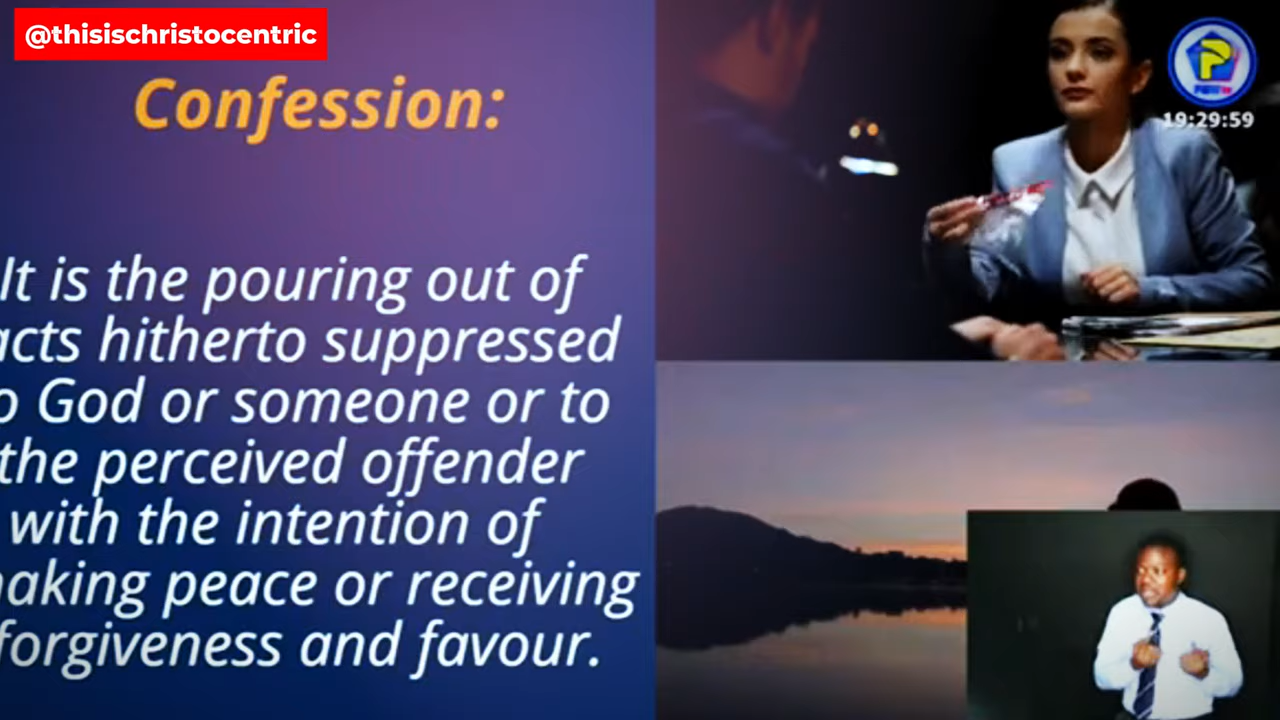 @thisischristocentric
Confession:
It is the pouring out of
acts hitherto suppressed
o God or someone or to
the perceived offender
with the intention of
aking peace or receiving
forgiveness and favour.
P
19:29:59